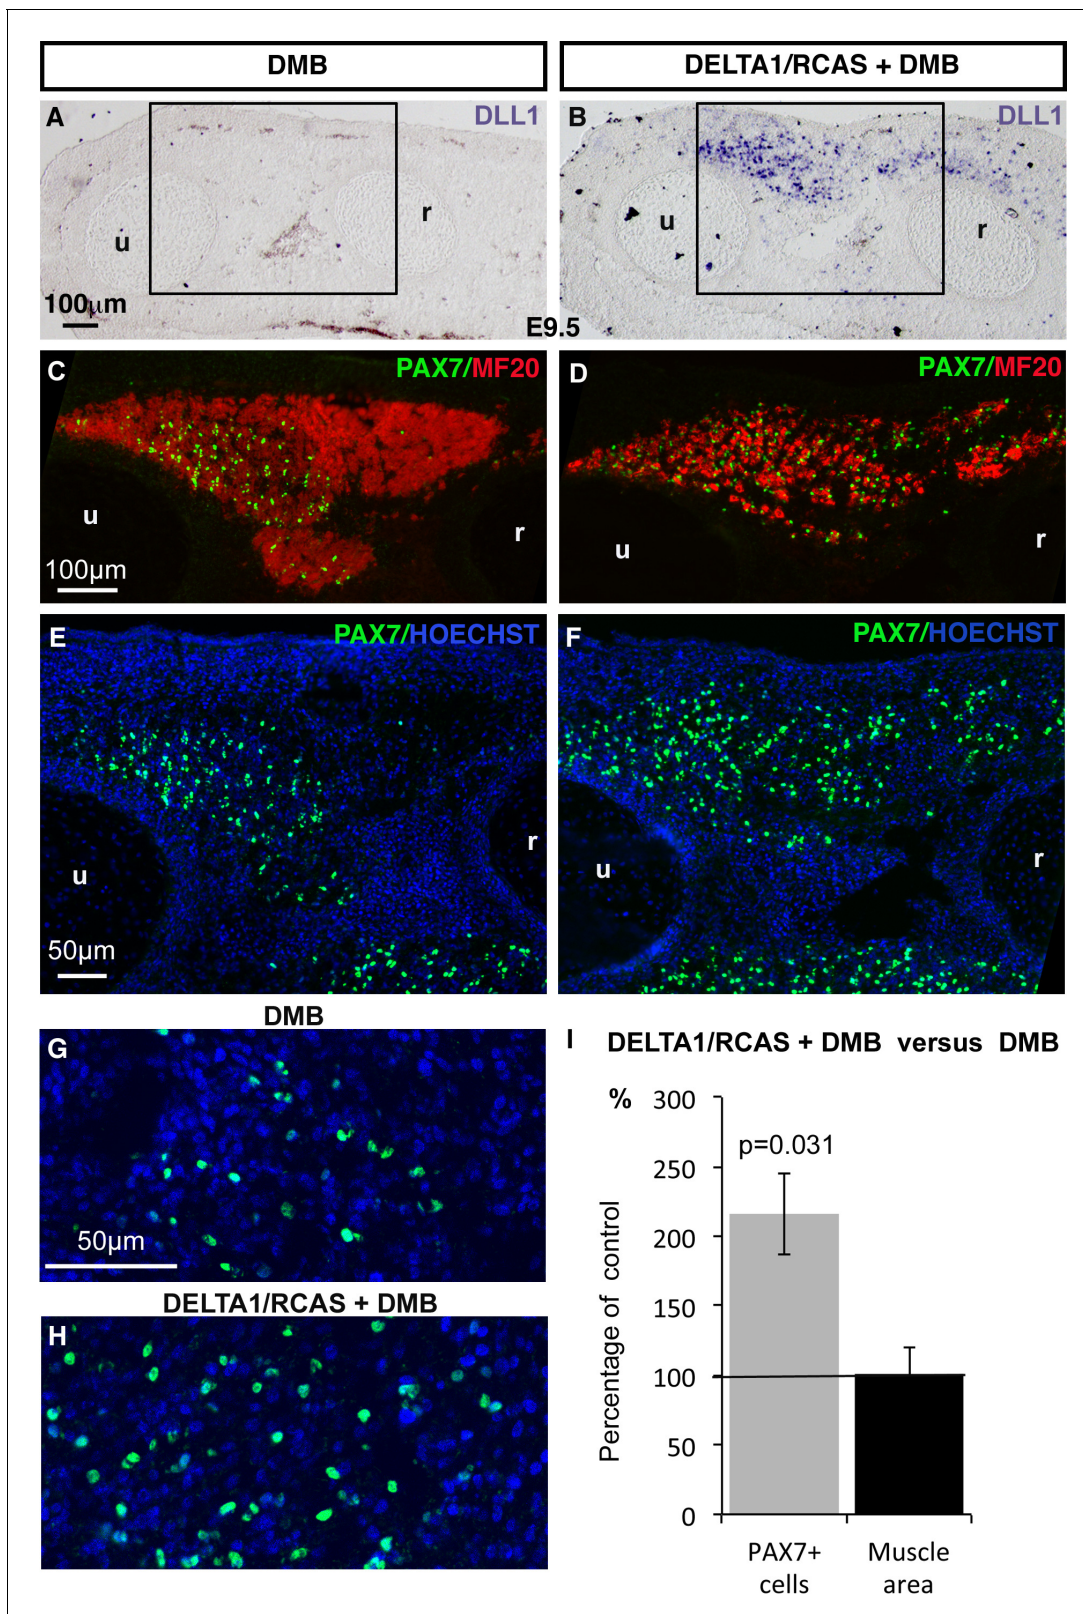 DMB
DELTA1/RCAS + DMB
A
DLL1
B
DLL1
u
r
u
r
100µm
E9.5
C
PAX7/MF20
D
PAX7/MF20
u
r
u
r
100µm
E
PAX7/HOECHST
F
PAX7/HOECHST
u
r
u
r
50µm
DMB
G
50µm
DELTA1/RCAS + DMB
H
I
DELTA1/RCAS + DMB versus DMB
%
300
250
200
150
100
50
0
p=0.031
Percentage of control
PAX7+
cells
Muscle
area